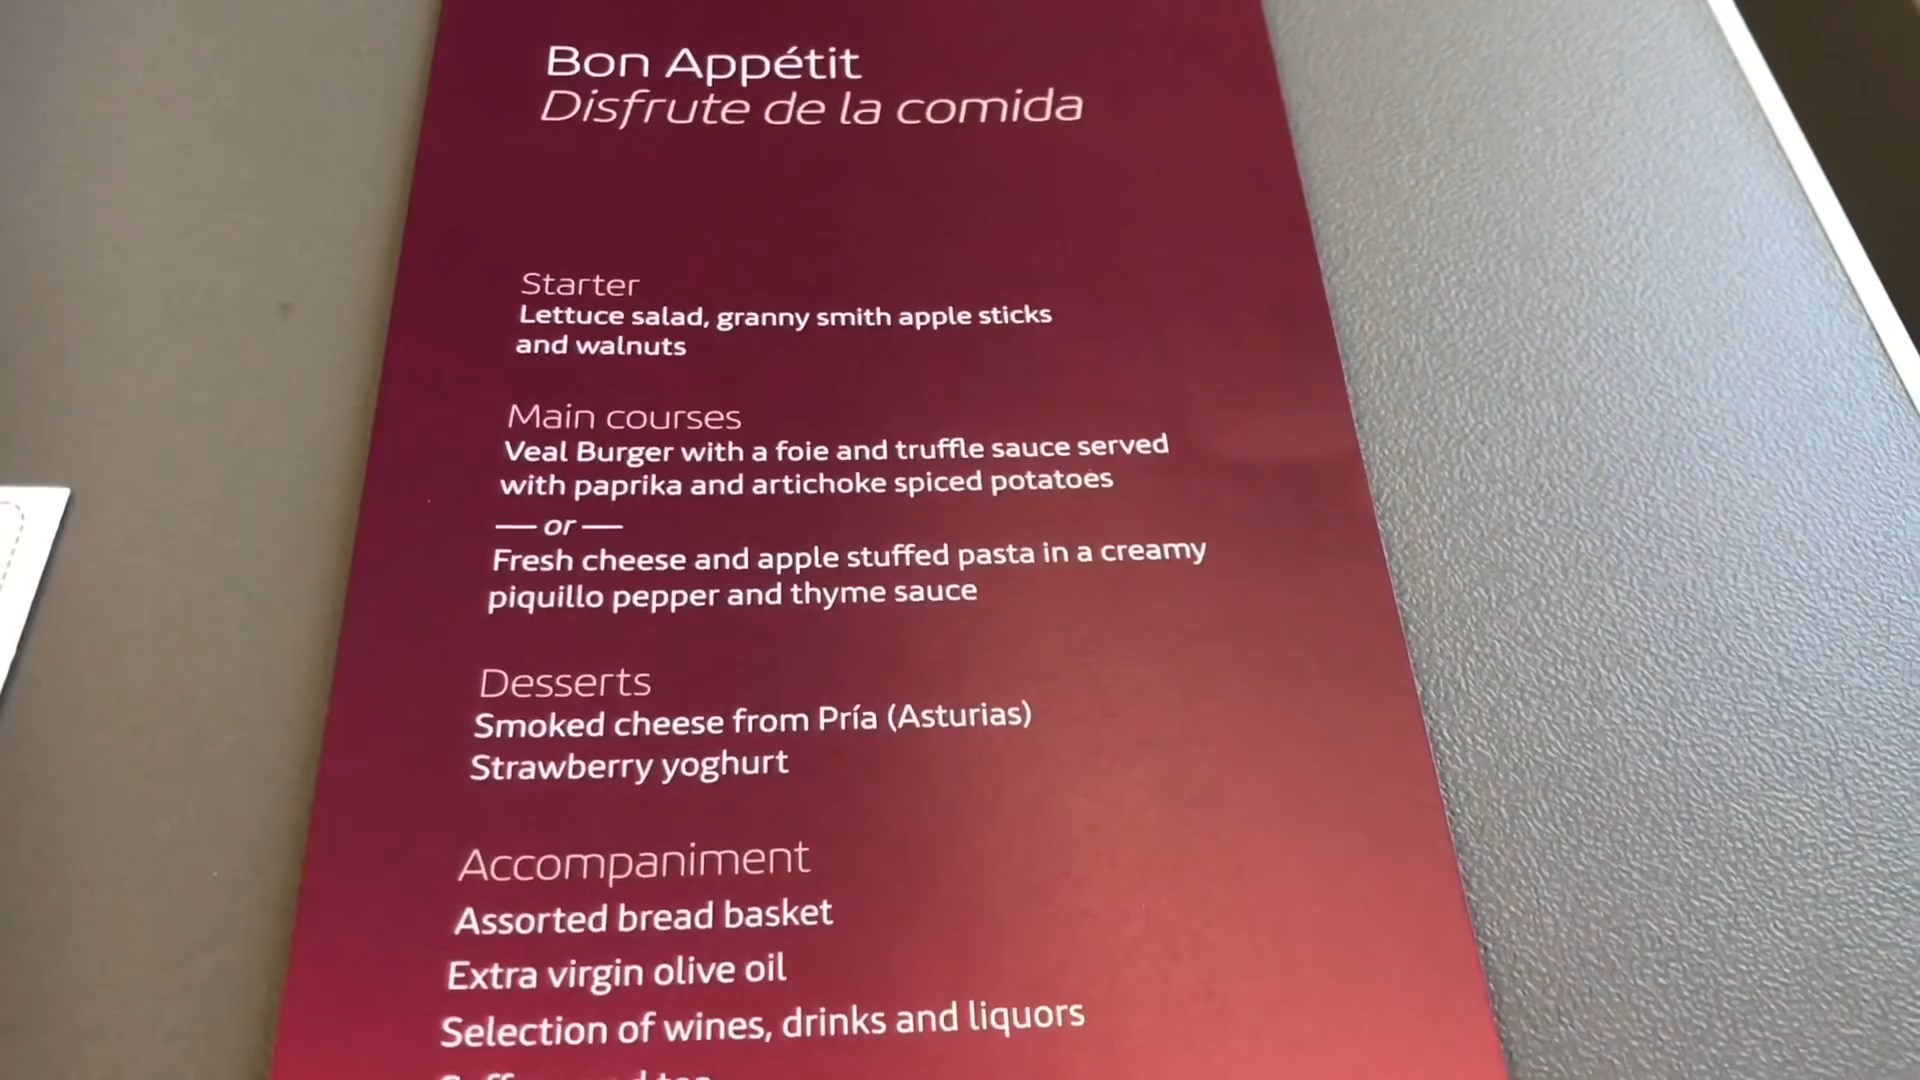 Bon Appétit
Disfrute de la comida
Starter
Lettuce salad, granny smith apple sticks
and walnuts
Main courses
Veal Burger with a foie and truffle sauce served
with paprika and artichoke spiced potatoes
— or —
Fresh cheese and apple stuffed pasta in a creamy
piquillo pepper and thyme sauce
Desserts
Smoked cheese from Pría (Asturias)
Strawberry yoghurt
Accompaniment
Assorted bread basket
Extra virgin olive oil
Selection of wines, drinks and liquors